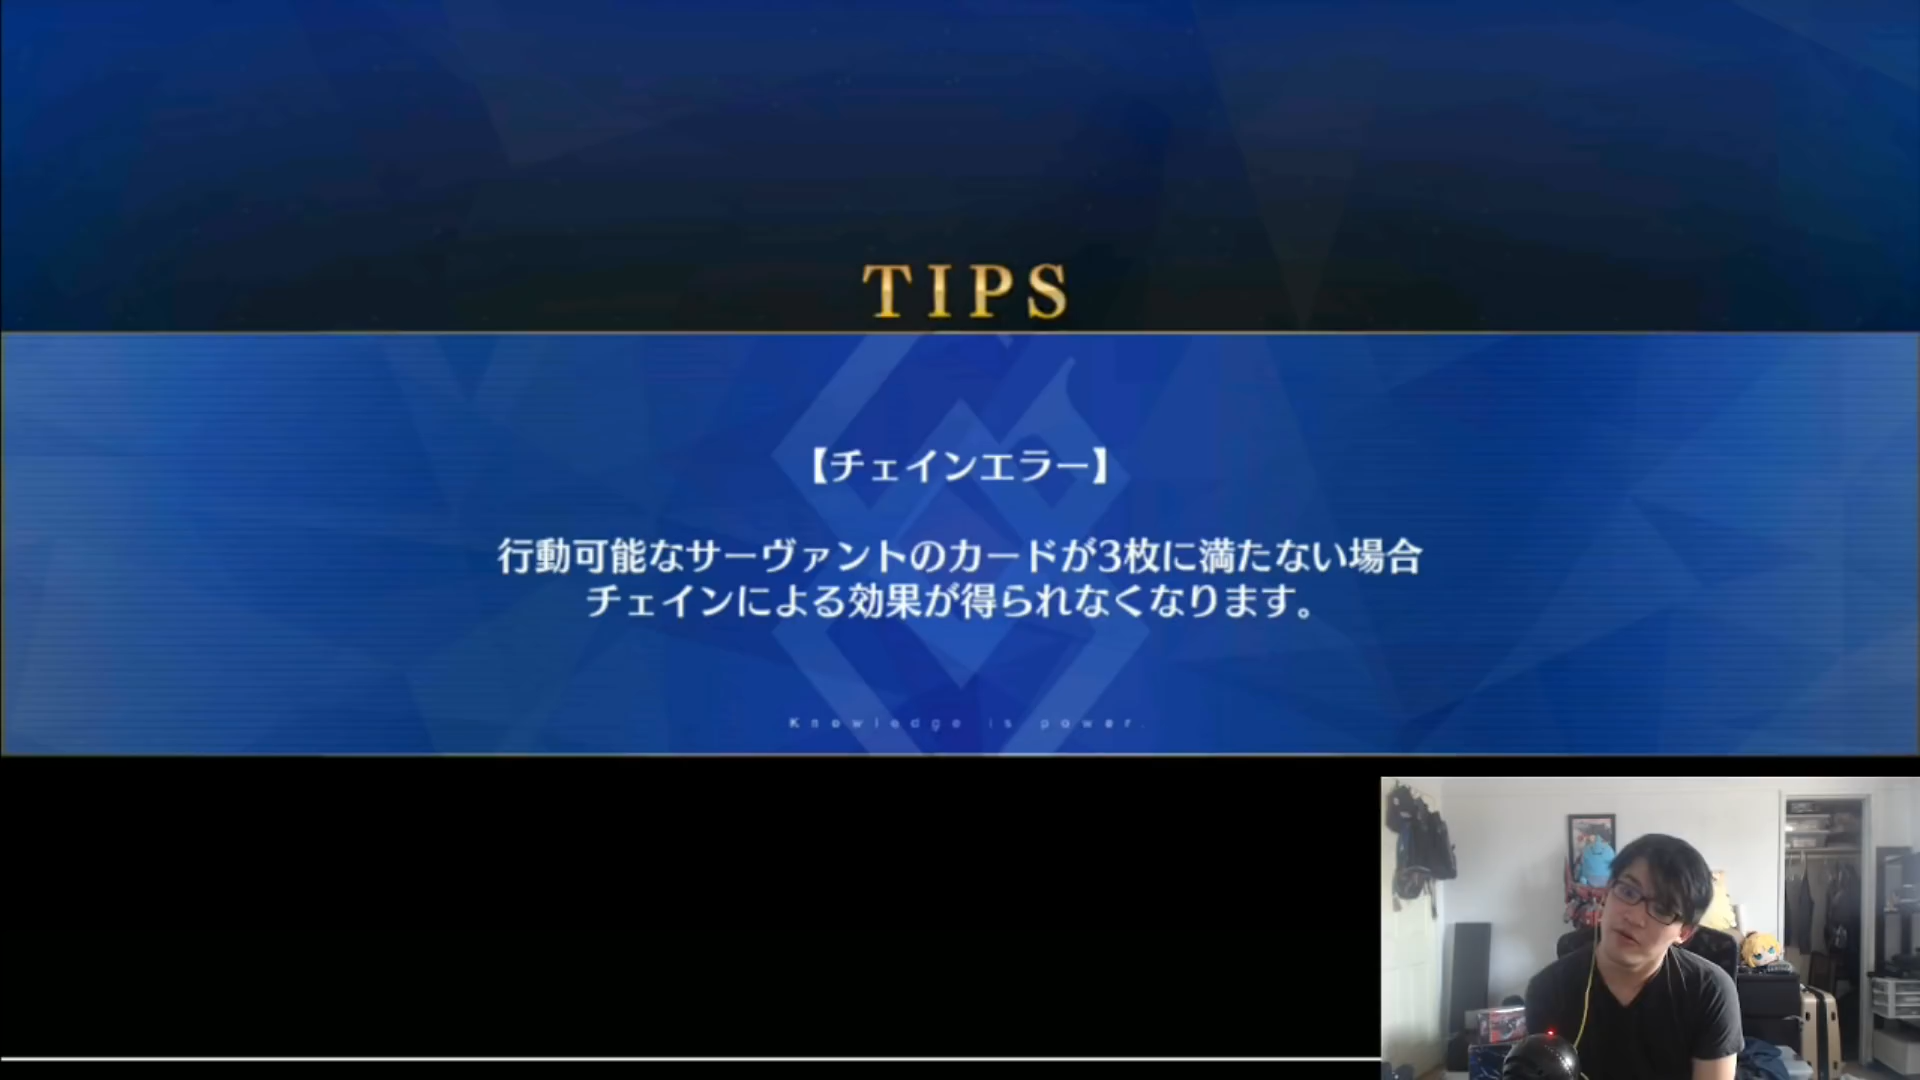 TIPS
【チェインエラー】
行動可能なサーヴァントのカードが3枚に満たない場合
チェインによる効果が得られなくなります。
Knowledge is power.